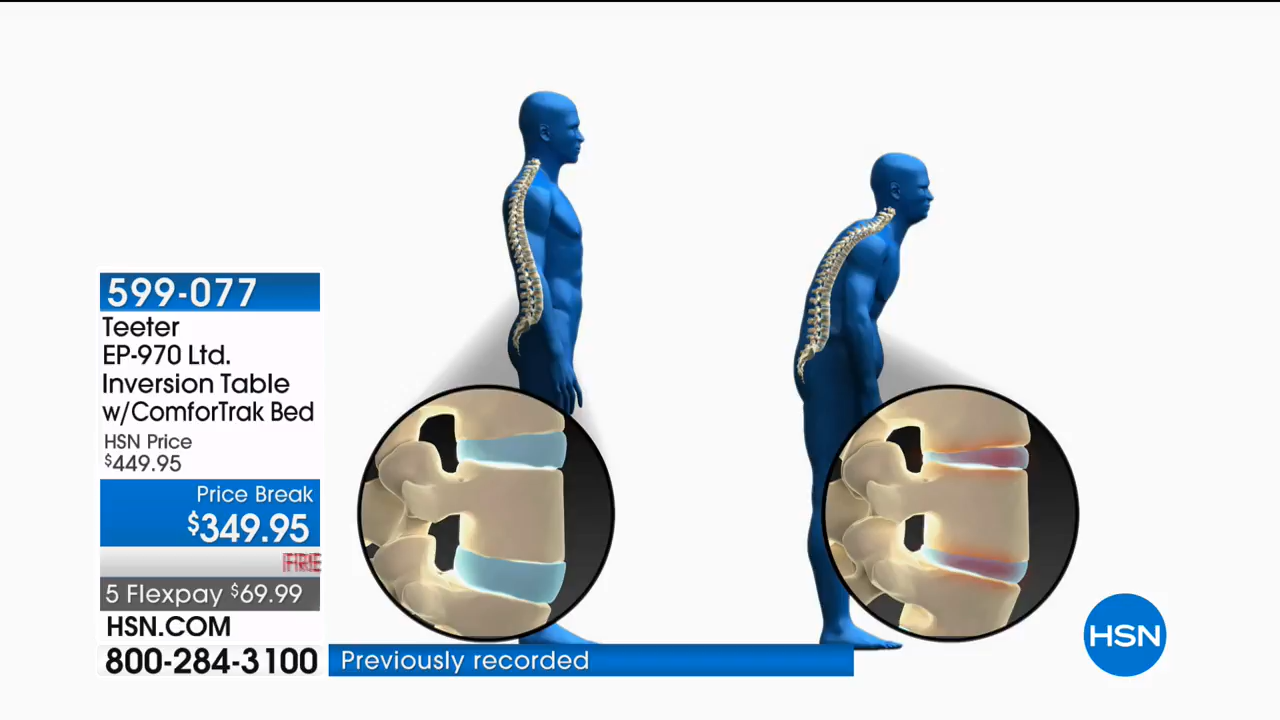 599-077
Teeter
EP-970 Ltd.
Inversion Table
w/ComforTrak Bed
HSN Price
$449.95
Price Break
$349.95
5 Flexpay $69.99
HSN.COM
800-284-3100
Previously recorded
HSN